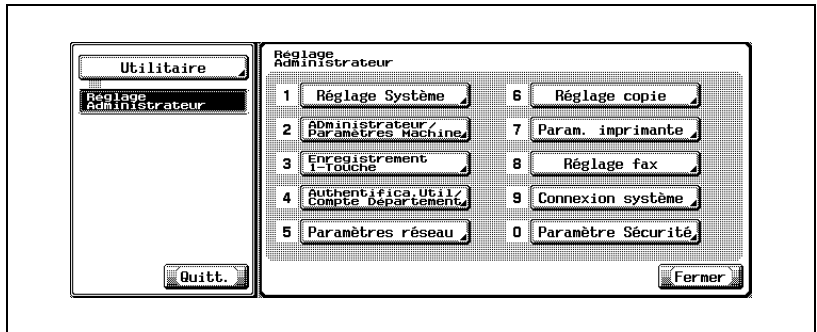 Utilitaire
Réglage
Administrateur
Quitt.
Réglage
Administrateur
1 Réglage Système
2 ADministrateur/
Paramètres Machine
3 Enregistrement
1-Touche
4 Authentifica.Util/
Compte Département
5 Paramètres réseau
6 Réglage copie
7 Param. imprimante
8 Réglage fax
9 Connexion système
0 Paramètre Sécurité
Fermer